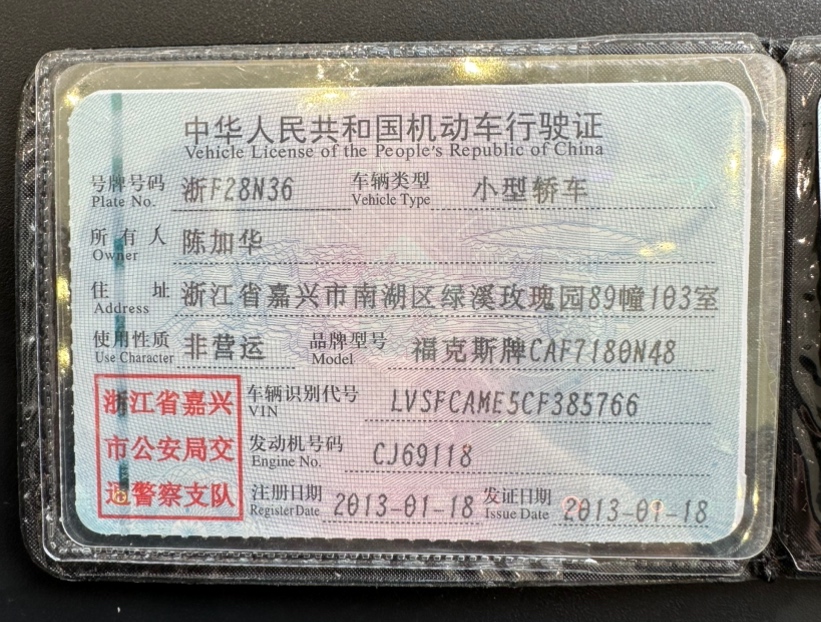 中华人民共和国机动车行驶证
Vehicle License of the People's Republic of China
号牌号码 Plate No. 浙F28N36 车辆类型 Vehicle Type 小型轿车
所有人 Owner 陈加华
住址 Address 浙江省嘉兴市南湖区绿溪玫瑰园89幢103室
使用性质 Use Character 非营运 品牌型号 Model 福克斯牌CAF7180N48
浙江省嘉兴市公安局交通警察支队
车辆识别代号 VIN LVSFCAME5CF385766
发动机号码 Engine No. CJ69118
注册日期 Register Date 2013-01-18 发证日期 Issue Date 2013-01-18